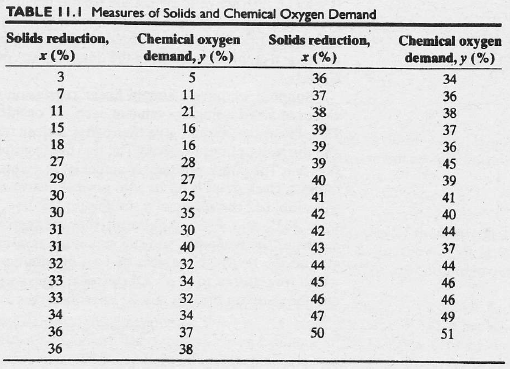 TABLE 11.1 Measures of Solids and Chemical Oxygen Demand
Solids reduction, Chemical oxygen Solids reduction, Chemical oxygen
x (%) demand, y (%) x (%) demand, y (%)
3 5 36 34
7 11 37 36
11 21 38 38
15 16 39 37
18 16 39 36
27 28 39 45
29 27 40 39
30 25 41 41
30 35 42 40
31 30 42 44
31 40 43 37
32 32 44 44
33 34 45 46
33 32 46 46
34 34 47 49
36 37 50 51
36 38